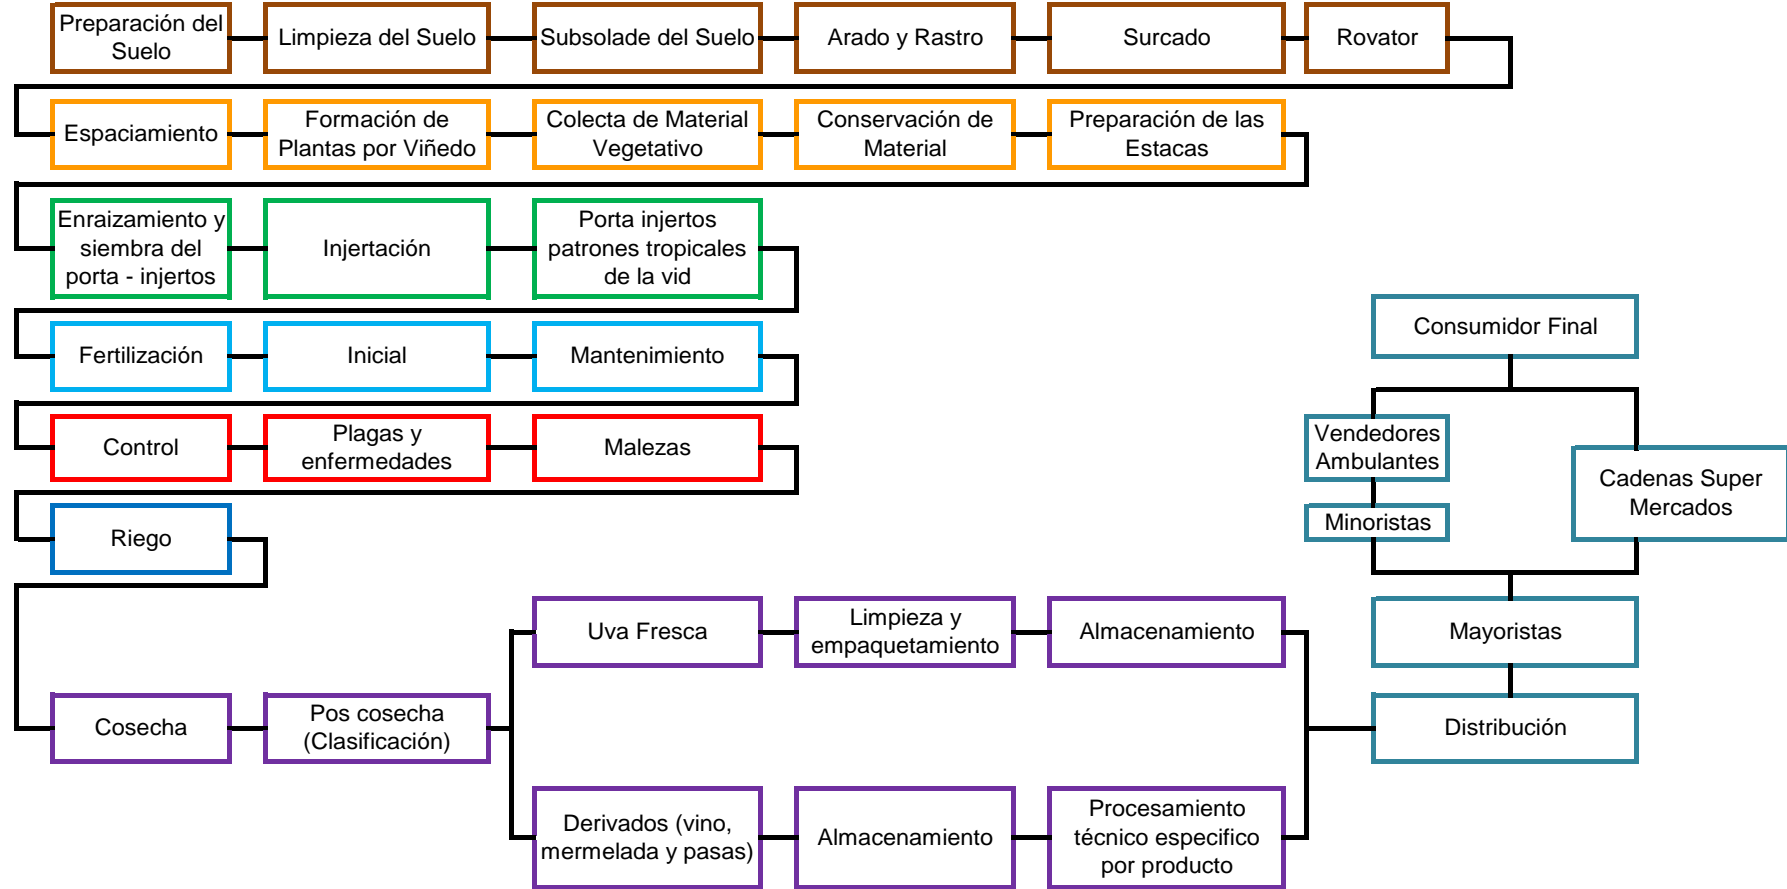 Preparación del
Suelo
Limpieza del Suelo
Subsolade del Suelo
Arado y Rastro
Surcado
Rovator
Espaciamiento
Formación de
Plantas por Viñedo
Colecta de Material
Vegetativo
Conservación de
Material
Preparación de las
Estacas
Enraizamiento y
siembra del
porta - injertos
Injertación
Porta injertos
patrones tropicales
de la vid
Fertilización
Inicial
Mantenimiento
Control
Plagas y
enfermedades
Malezas
Riego
Cosecha
Pos cosecha
(Clasificación)
Uva Fresca
Limpieza y
empaquetamiento
Almacenamiento
Derivados (vino,
mermelada y pasas)
Almacenamiento
Procesamiento
técnico especifico
por producto
Consumidor Final
Vendedores
Ambulantes
Minoristas
Cadenas Super
Mercados
Mayoristas
Distribución